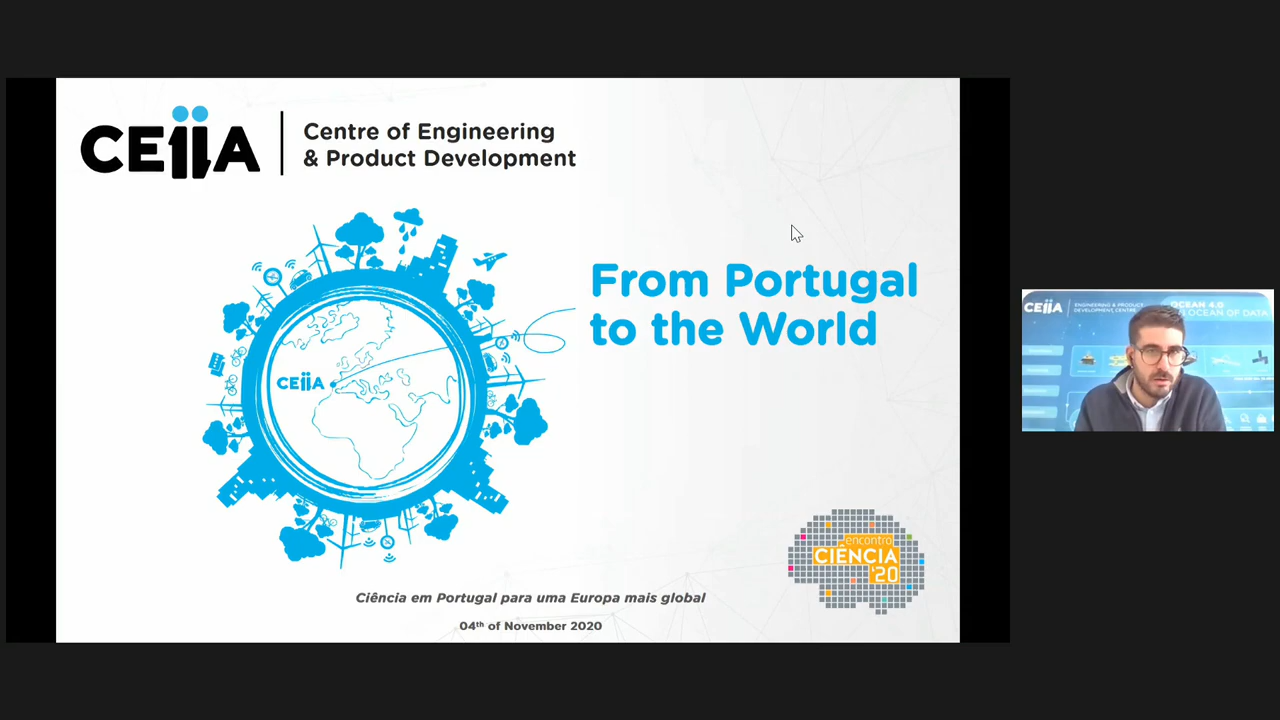 CEiiA
Centre of Engineering
& Product Development
From Portugal
to the World
CEiiA
encontro
CIÊNCIA
'20
Ciência em Portugal para uma Europa mais global
04th of November 2020
CEiiA
ENGINEERING & PRODUCT
DEVELOPMENT CENTRE
OCEAN 4.0
OCEAN OF DATA